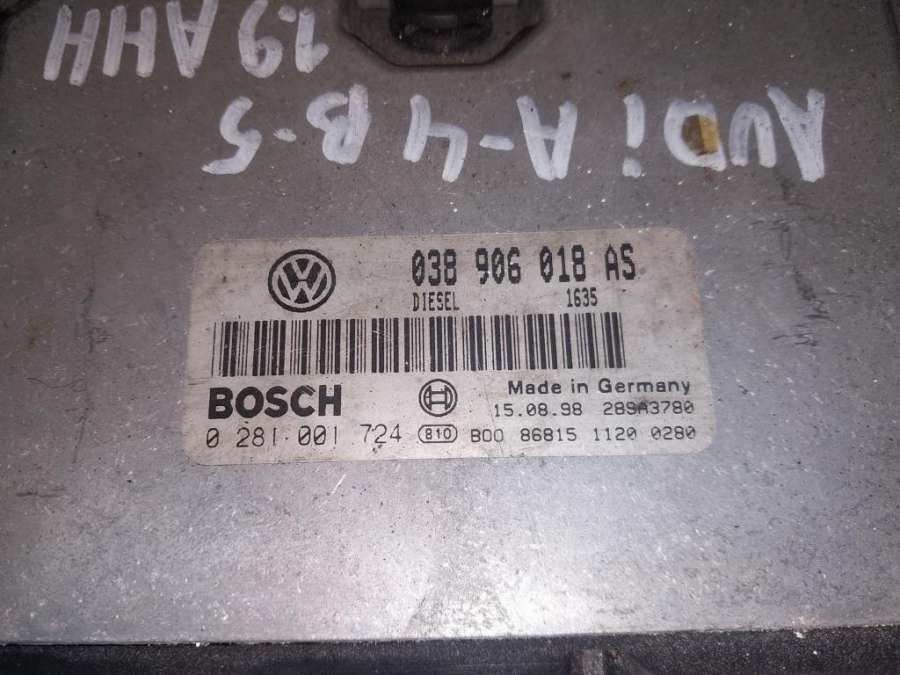 AUDi A-4 B-5
1.9 AHH
VW
038 906 018 AS
DIESEL 1635
BOSCH
Made in Germany
15.08.98 289A3780
0 281 001 724 810 B00 86815 1120 0280